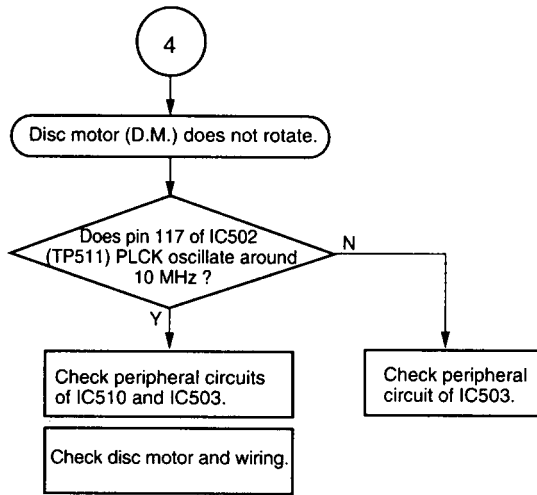 4
Disc motor (D.M.) does not rotate.
Does pin 117 of IC502
(TP511) PLCK oscillate around
10 MHz ?
N
Y
Check peripheral circuits
of IC510 and IC503.
Check peripheral
circuit of IC503.
Check disc motor and wiring.